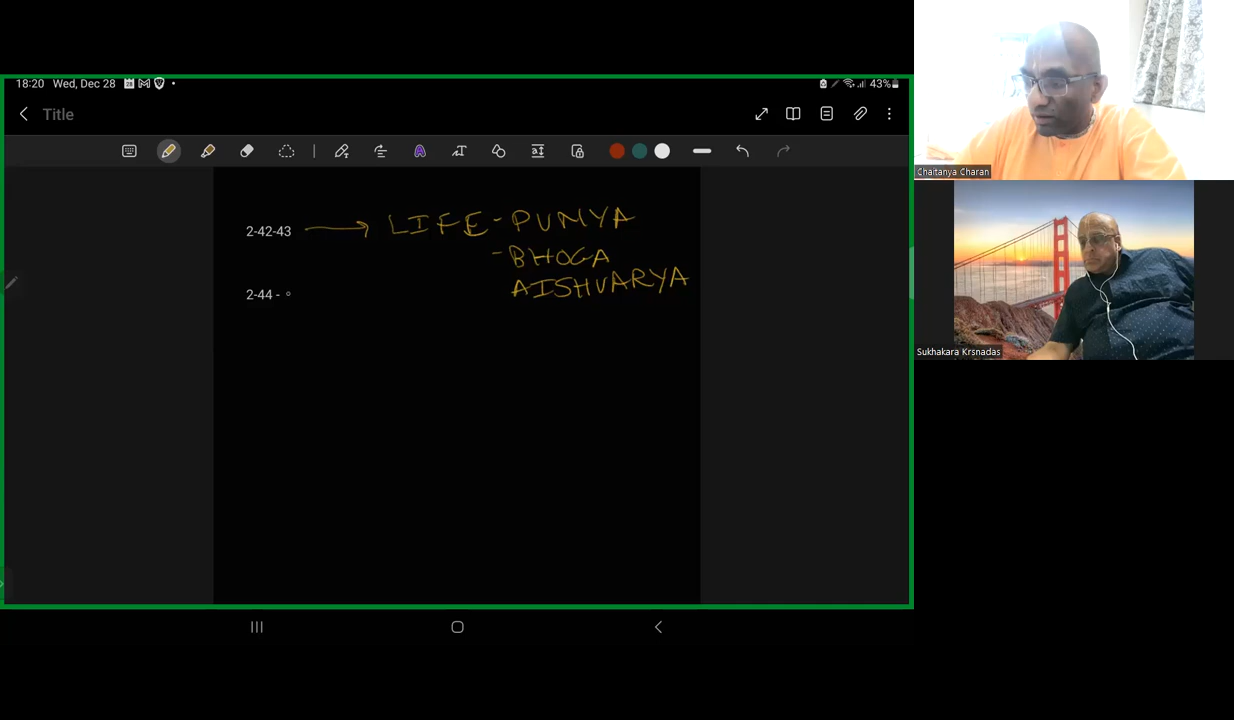 18:20 Wed, Dec 28 43%
Title
2-42-43 → LIFE - PUNYA
- BHOGA
AISHVARYA
2-44 - °
Chaitanya Charan
Sukhakara Krsnadas